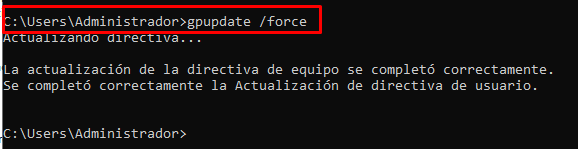 C:\Users\Administrador>gpupdate /force
Actualizando directiva...
La actualización de la directiva de equipo se completó correctamente.
Se completó correctamente la Actualización de directiva de usuario.
C:\Users\Administrador>